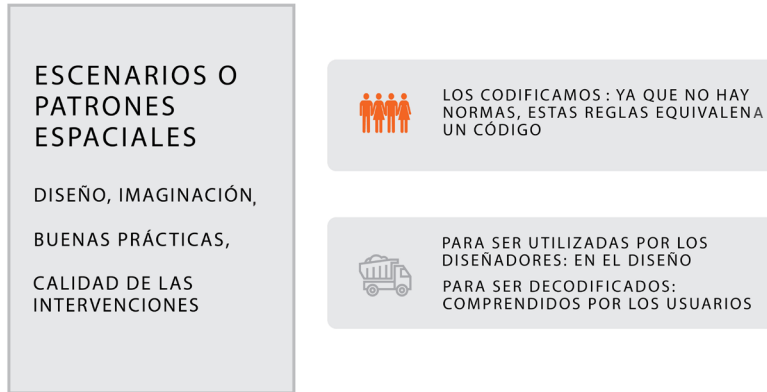 ESCENARIOS O
PATRONES
ESPACIALES
DISEÑO, IMAGINACIÓN,
BUENAS PRÁCTICAS,
CALIDAD DE LAS
INTERVENCIONES
LOS CODIFICAMOS : YA QUE NO HAY
NORMAS, ESTAS REGLAS EQUIVALEN A
UN CÓDIGO
PARA SER UTILIZADAS POR LOS
DISEÑADORES: EN EL DISEÑO
PARA SER DECODIFICADOS:
COMPRENDIDOS POR LOS USUARIOS